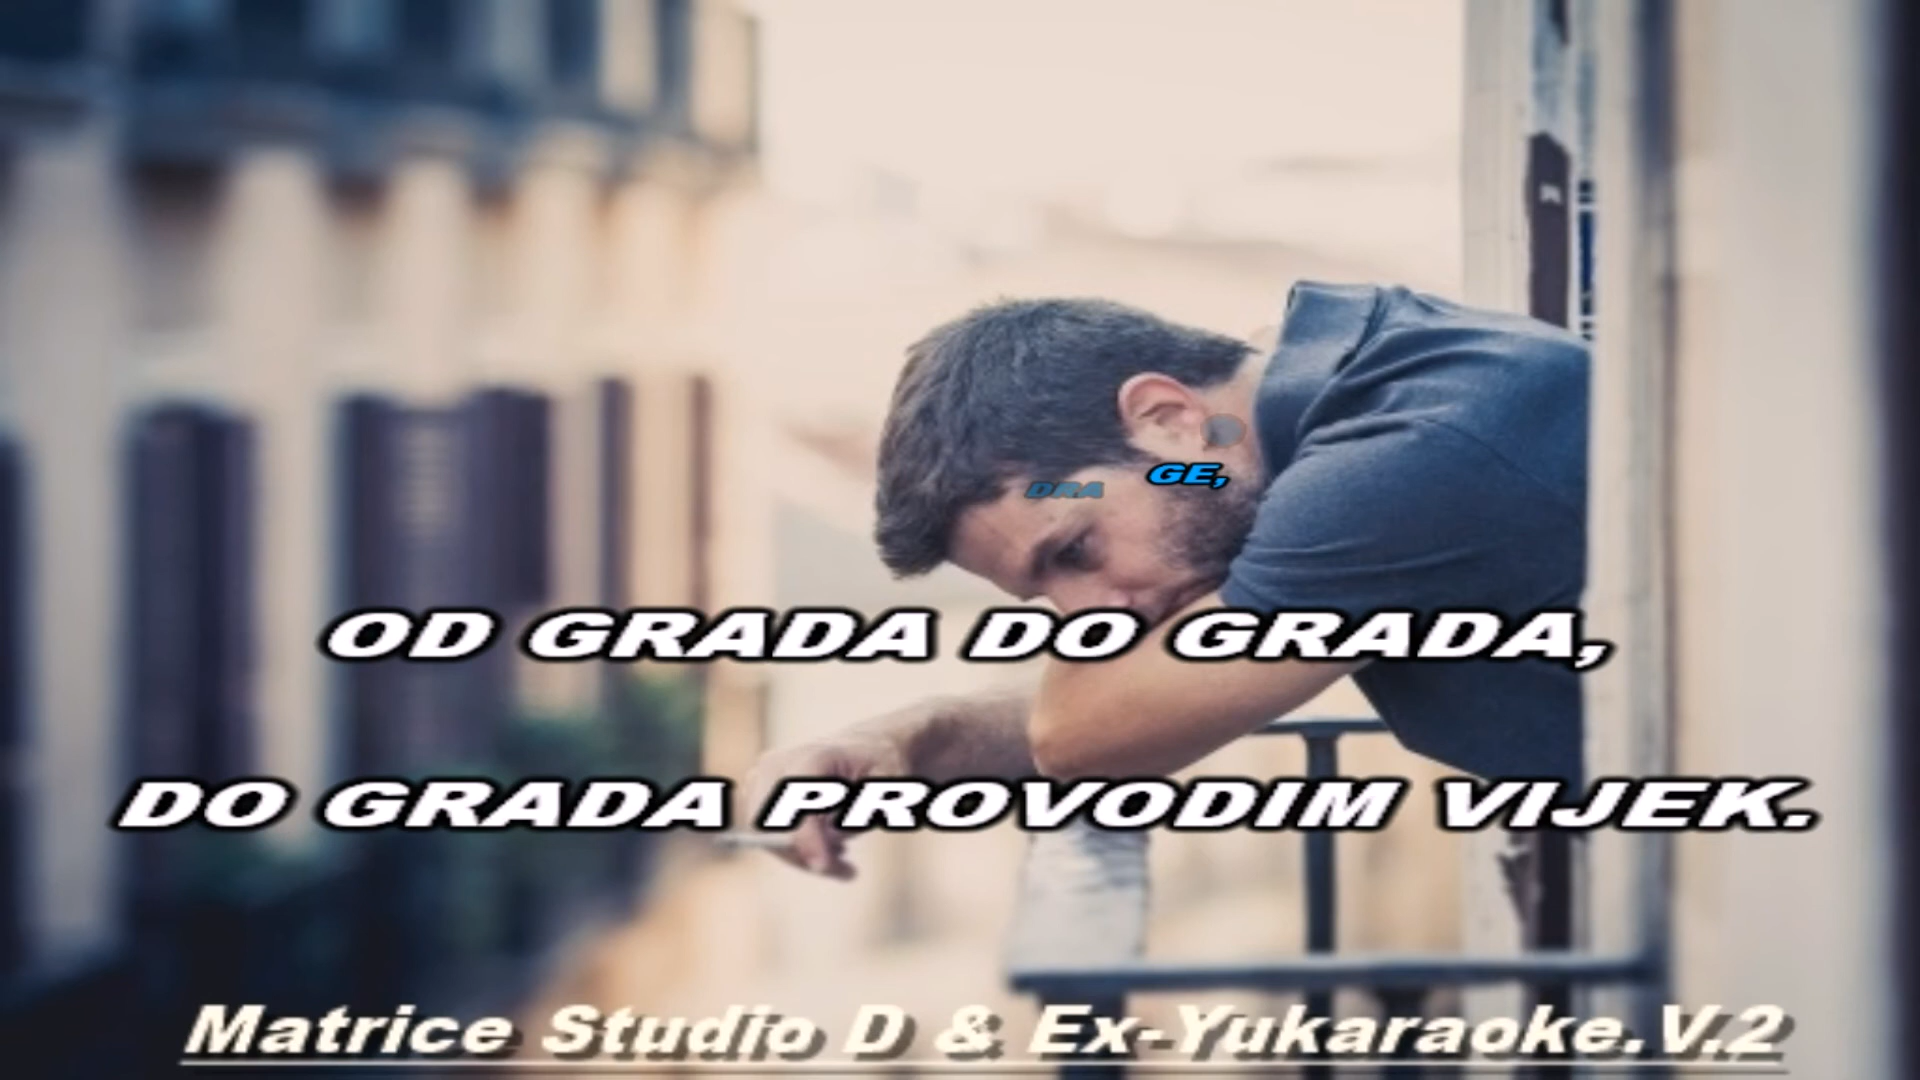 DRA GE,
OD GRADA DO GRADA,
DO GRADA PROVODIM VIJEK.
Matrice Studio D & Ex-Yukaraoke.V.2